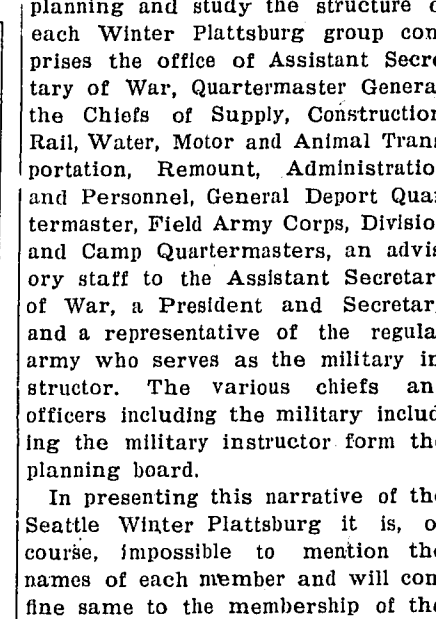 planning and study the structure o
each Winter Plattsburg group com
prises the office of Assistant Secre
tary of War, Quartermaster Genera
the Chiefs of Supply, Construction
Rail, Water, Motor and Animal Trans
portation, Remount, Administratio
and Personnel, General Deport Quar
termaster, Field Army Corps, Divisio
and Camp Quartermasters, an advis
ory staff to the Assistant Secretar
of War, a President and Secretar
and a representative of the regula
army who serves as the military in
structor. The various chiefs an
officers including the military includ
ing the military instructor form the
planning board.
In presenting this narrative of the
Seattle Winter Plattsburg it is, o
course, impossible to mention the
names of each member and will con
fine same to the membership of the